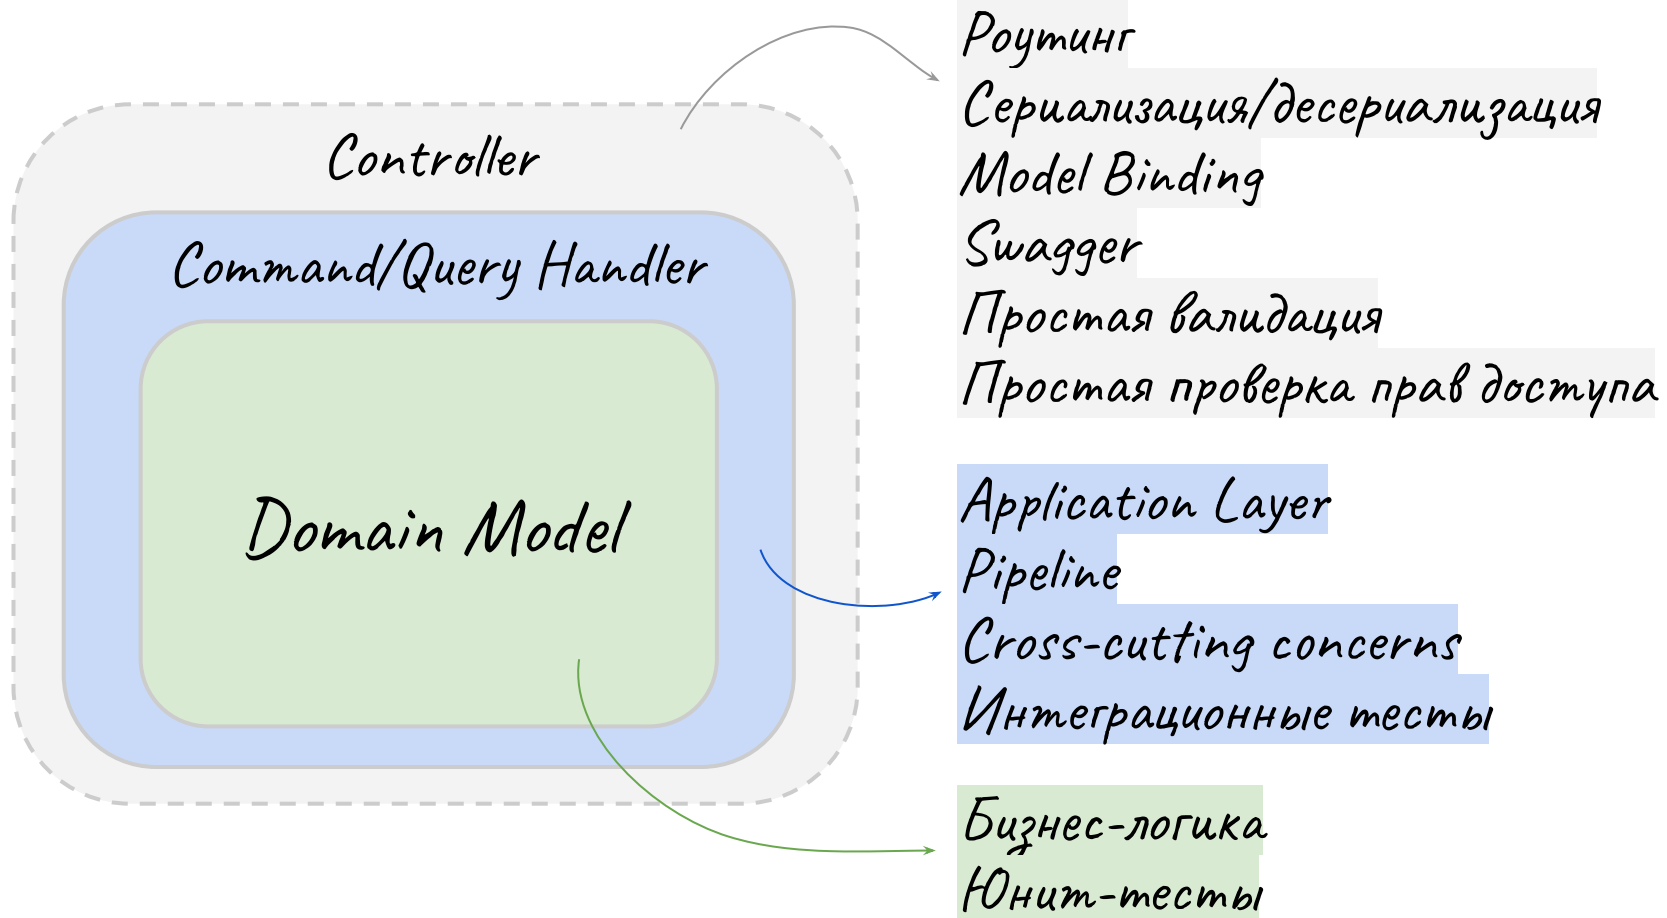 Controller
Command/Query Handler
Domain Model
Роутинг
Сериализация/десериализация
Model Binding
Swagger
Простая валидация
Простая проверка прав доступа
Application Layer
Pipeline
Cross-cutting concerns
Интеграционные тесты
Бизнес-логика
Юнит-тесты